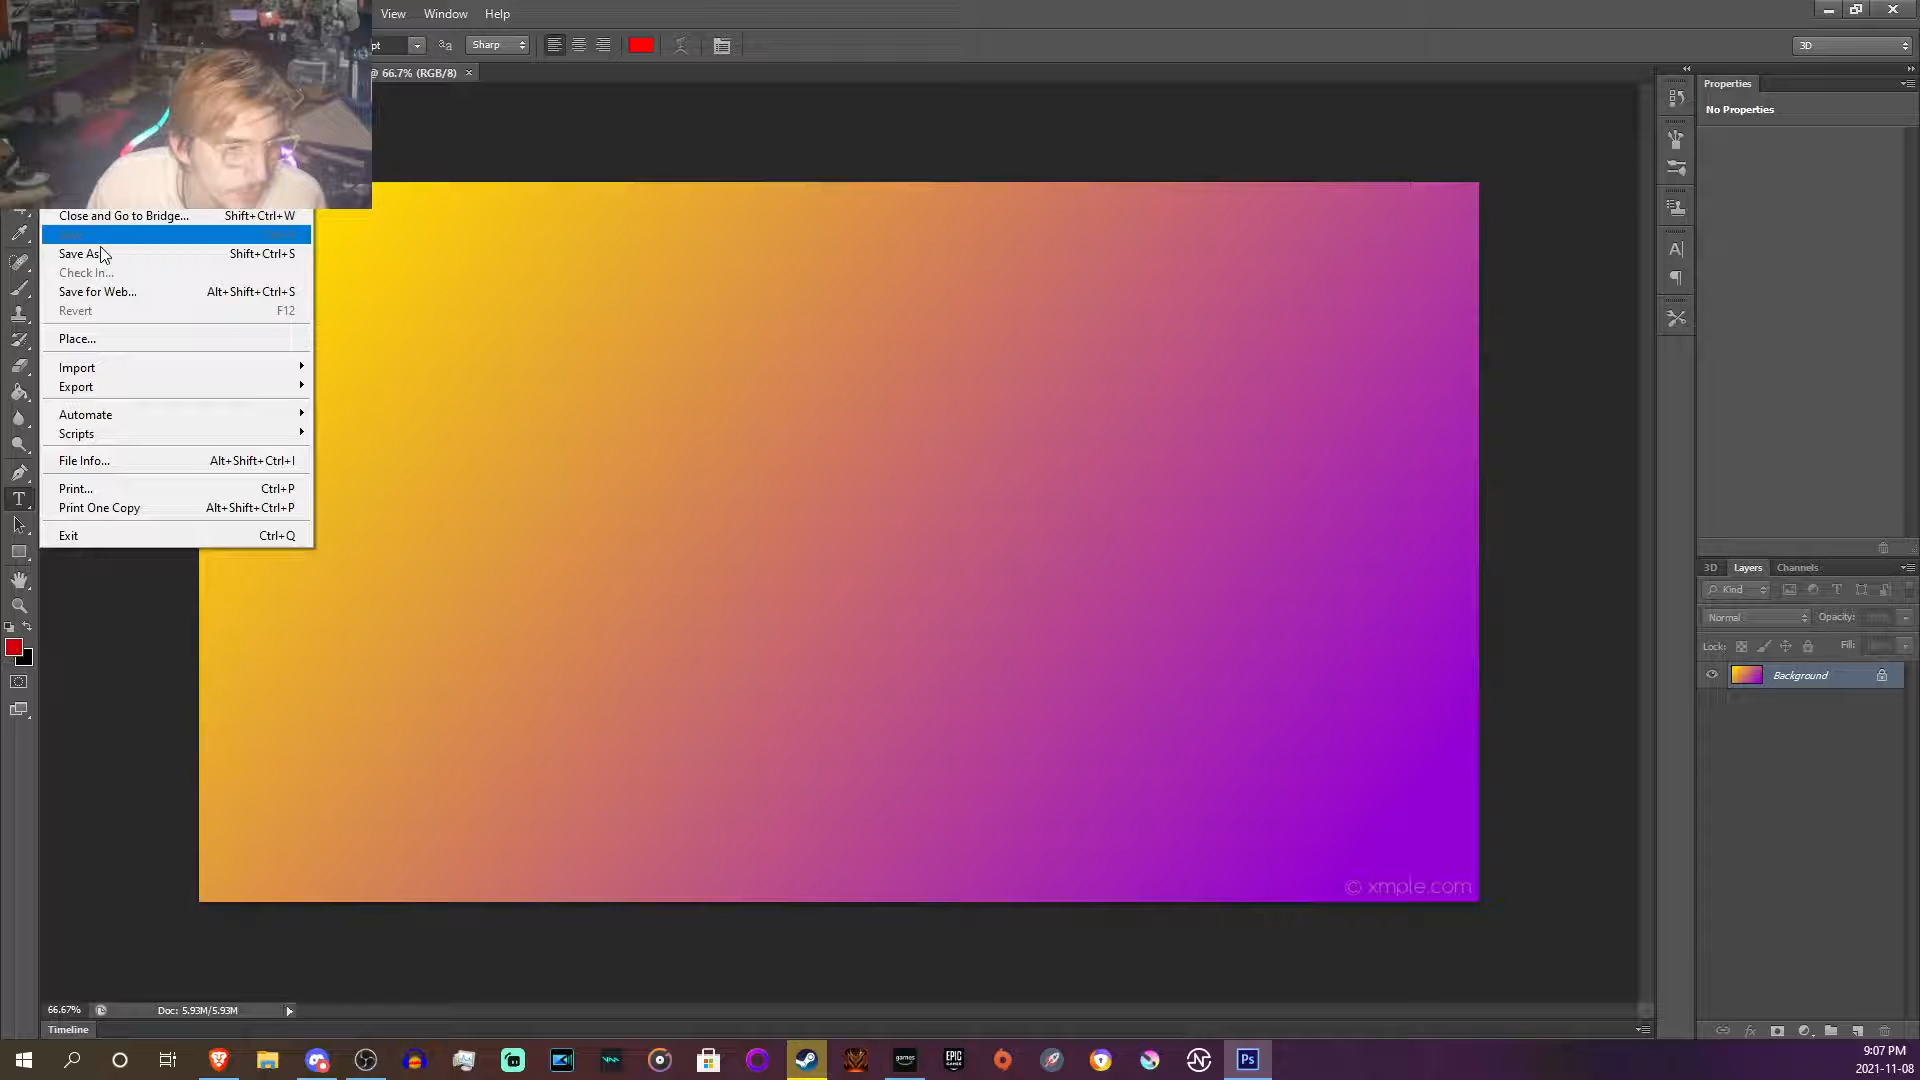 View Window Help
pt Sharp 3D
@ 66.7% (RGB/8) ×
Properties
No Properties
Close and Go to Bridge... Shift+Ctrl+W
Save As Shift+Ctrl+S
Check In...
Save for Web... Alt+Shift+Ctrl+S
Revert F12
Place...
Import
Export
Automate
Scripts
File Info... Alt+Shift+Ctrl+I
Print... Ctrl+P
Print One Copy Alt+Shift+Ctrl+P
Exit Ctrl+Q
3D Layers Channels
Kind
Normal Opacity:
Lock: Fill:
Background
© xmple.com
66.67% Doc: 5.93M/5.93M
Timeline
games
EPIC
GAMES
Ps
9:07 PM
2021-11-08